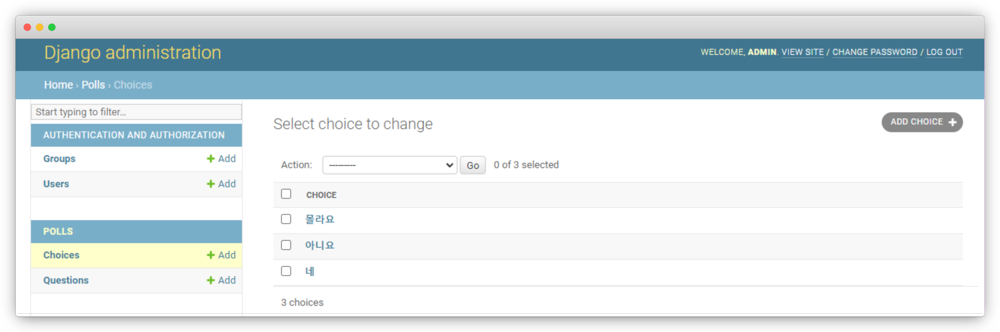 Django administration
WELCOME, ADMIN. VIEW SITE / CHANGE PASSWORD / LOG OUT
Home › Polls › Choices
Start typing to filter...
AUTHENTICATION AND AUTHORIZATION
Groups + Add
Users + Add
POLLS
Choices + Add
Questions + Add
Select choice to change
ADD CHOICE +
Action: --------- Go 0 of 3 selected
CHOICE
몰라요
아니요
네
3 choices